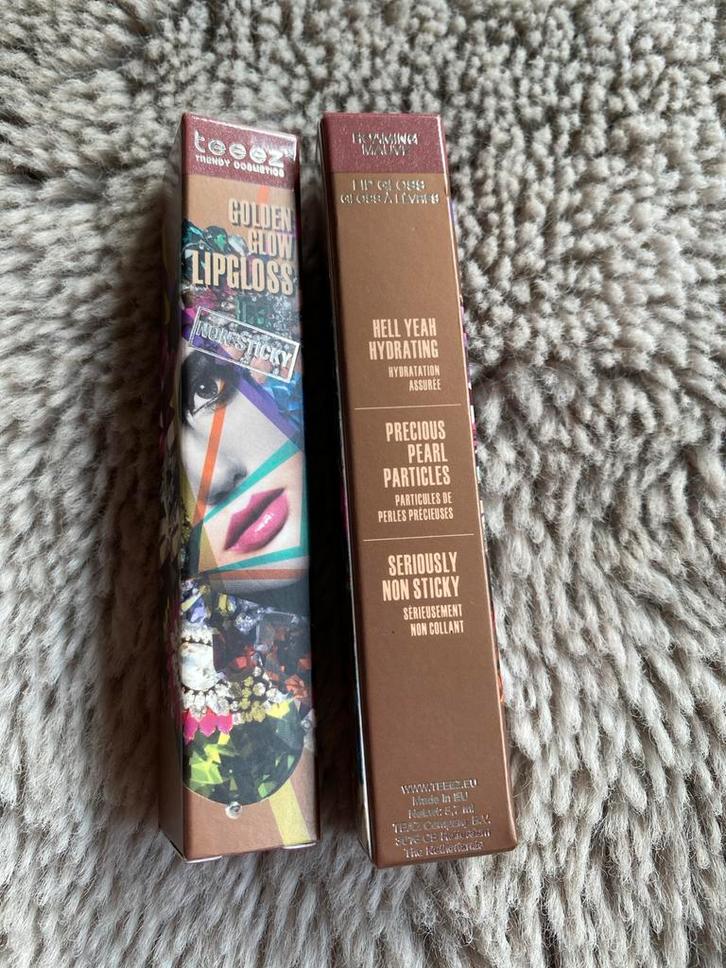 teeez
TRENDY COSMETICS
GOLDEN
GLOW
LIPGLOSS
NON STICKY
ROAMING
MAUVE
LIP GLOSS
GLOSS À LÈVRES
HELL YEAH
HYDRATING
HYDRATATION
ASSURÉE
PRECIOUS
PEARL
PARTICLES
PARTICULES DE
PERLES PRÉCIEUSES
SERIOUSLY
NON STICKY
SÉRIEUSEMENT
NON COLLANT
WWW.TEEEZ.EU
Made in EU
The Netherlands